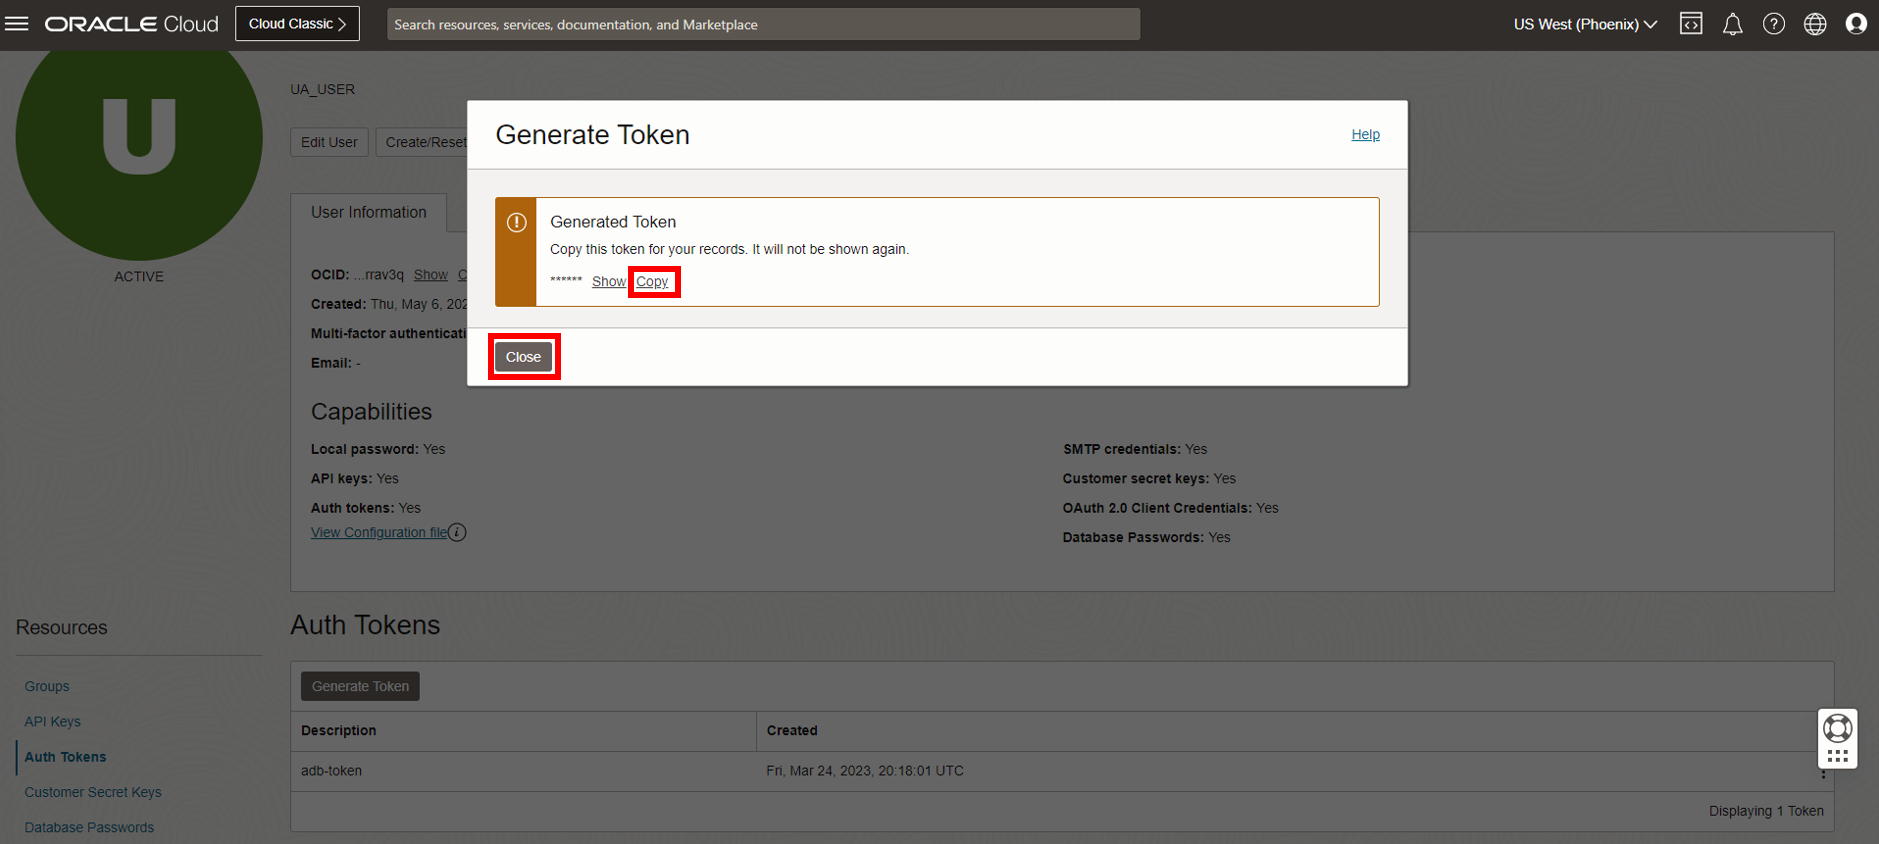 ORACLE Cloud
Cloud Classic
Search resources, services, documentation, and Marketplace
US West (Phoenix)
U
ACTIVE
UA_USER
Edit User
Create/Reset
Generate Token
Help
Generated Token
Copy this token for your records. It will not be shown again.
****** Show Copy
Close
User Information
OCID: ...rrav3q Show C
Created: Thu, May 6, 202
Multi-factor authenticati
Email: -
Capabilities
Local password: Yes
API keys: Yes
Auth tokens: Yes
View Configuration file
SMTP credentials: Yes
Customer secret keys: Yes
OAuth 2.0 Client Credentials: Yes
Database Passwords: Yes
Resources
Groups
API Keys
Auth Tokens
Customer Secret Keys
Database Passwords
Auth Tokens
Generate Token
Description Created
adb-token Fri, Mar 24, 2023, 20:18:01 UTC
Displaying 1 Token